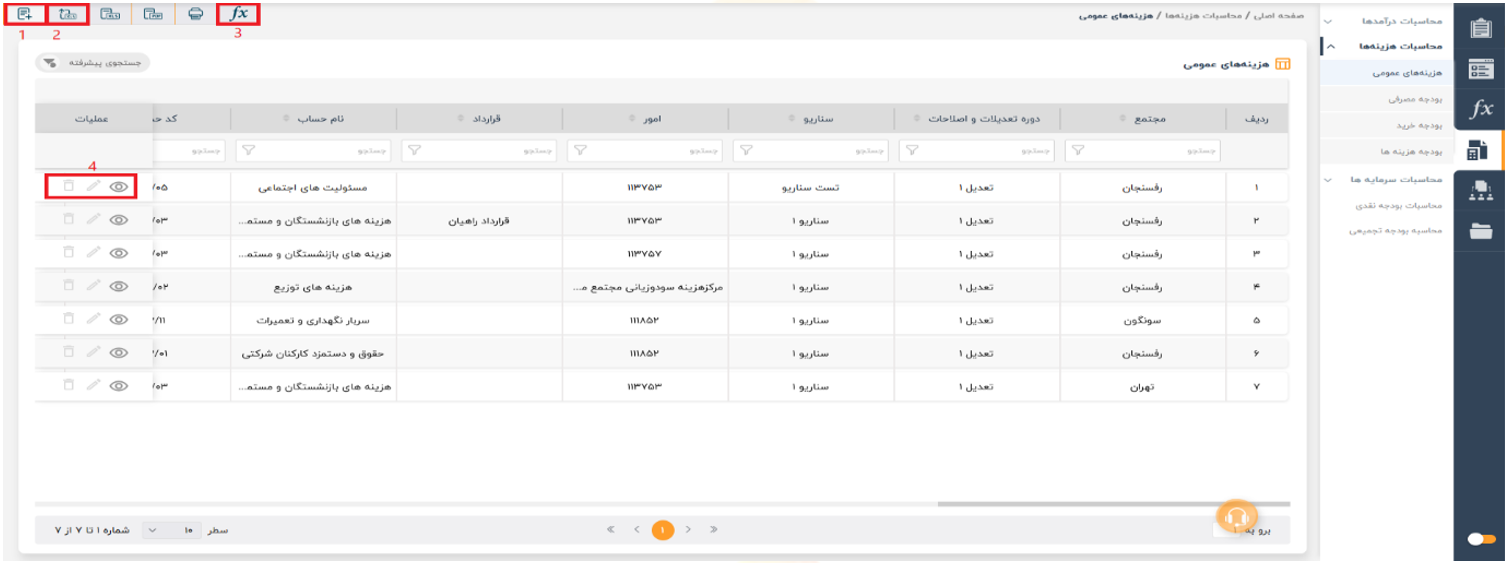 صفحه اصلی / محاسبات هزینه‌ها / هزینه‌های عمومی
1 2 3
محاسبات درآمدها
محاسبات هزینه‌ها
هزینه‌های عمومی
بودجه مصرفی
بودجه خرید
بودجه هزینه ها
محاسبات سرمایه ها
محاسبات بودجه نقدی
محاسبه بودجه تجمیعی
fx
fx
هزینه‌های عمومی
جستجوی پیشرفته
ردیف مجتمع دوره تعدیلات و اصلاحات سناریو امور قرارداد نام حساب کد حس عملیات
جستجو جستجو جستجو جستجو جستجو جستجو جستجو
4
۱ رفسنجان تعدیل ۱ تست سناریو ۱۱۳۷۵۳ مسئولیت های اجتماعی /۰۵
۲ رفسنجان تعدیل ۱ سناریو ۱ ۱۱۳۷۵۳ قرارداد راهیان هزینه های بازنشستگان و مستم... /۰۳
۳ رفسنجان تعدیل ۱ سناریو ۱ ۱۱۳۷۵۷ هزینه های بازنشستگان و مستم... /۰۳
۴ رفسنجان تعدیل ۱ سناریو ۱ مرکزهزینه سودوزیانی مجتمع م... هزینه های توزیع /۰۲
۵ سونگون تعدیل ۱ سناریو ۱ ۱۱۱۸۵۲ سربار نگهداری و تعمیرات /۱۱
۶ رفسنجان تعدیل ۱ سناریو ۱ ۱۱۱۸۵۲ حقوق و دستمزد کارکنان شرکتی /۰۱
۷ تهران تعدیل ۱ سناریو ۱ ۱۱۳۷۵۳ هزینه های بازنشستگان و مستم... /۰۳
برو به ۱
۱
سطر ۱۰ شماره ۱ تا ۷ از ۷